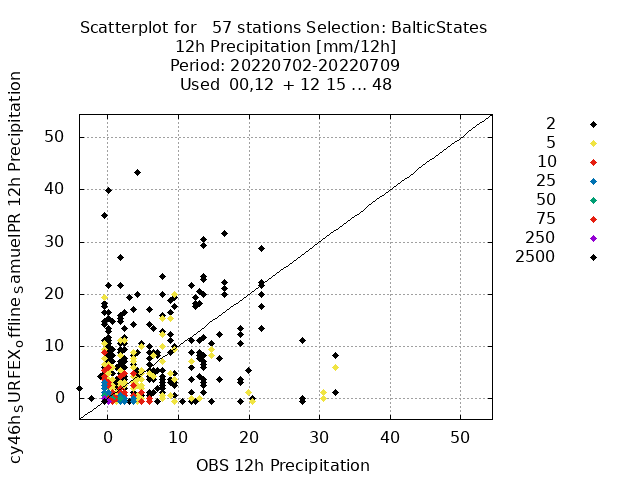 Scatterplot for 57 stations Selection: BalticStates
12h Precipitation [mm/12h]
Period: 20220702-20220709
Used 00,12 + 12 15 ... 48
cy46h_SURFEX_offline_samuelPR 12h Precipitation
50
40
30
20
10
0
0 10 20 30 40 50
OBS 12h Precipitation
2
5
10
25
50
75
250
2500